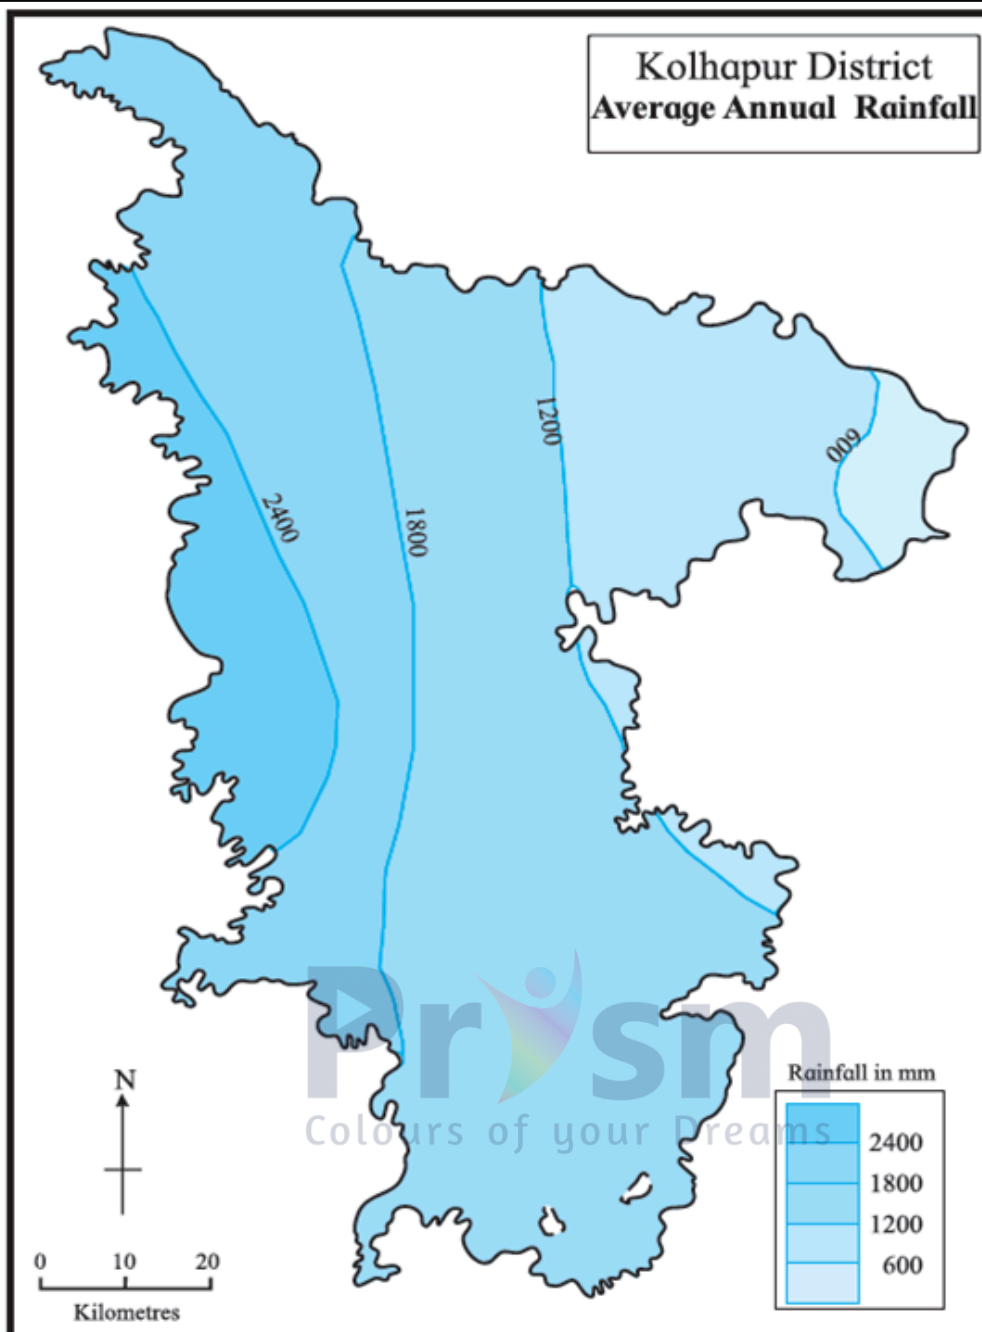 Kolhapur District
Average Annual Rainfall
1200
600
2400
1800
Prism
Colours of your Dreams
N
Rainfall in mm
2400
1800
1200
600
0 10 20
Kilometres